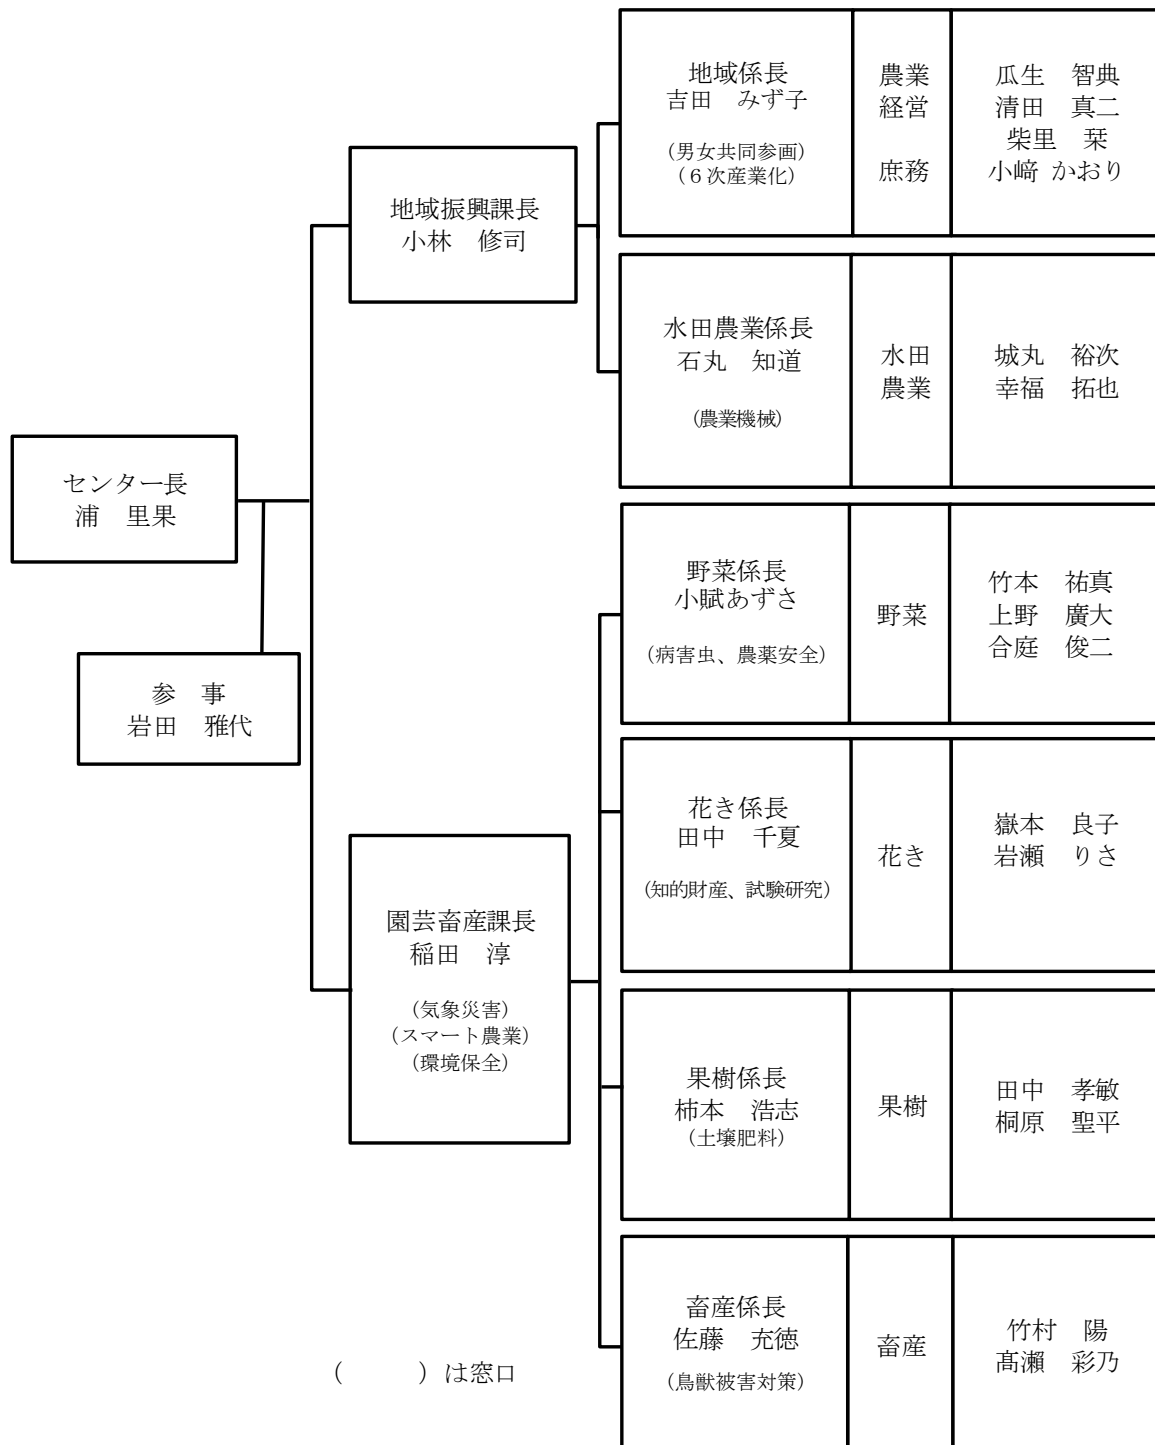 センター長
浦　里果
参　事
岩田　雅代
地域振興課長
小林　修司
地域係長
吉田　みず子
（男女共同参画）
（６次産業化）
農業
経営
庶務
瓜生　智典
清田　真二
柴里　栞
小﨑 かおり
水田農業係長
石丸　知道
（農業機械）
水田
農業
城丸　裕次
幸福　拓也
園芸畜産課長
稲田　淳
（気象災害）
（スマート農業）
（環境保全）
野菜係長
小賦あずさ
（病害虫、農薬安全）
野菜
竹本　祐真
上野　廣大
合庭　俊二
花き係長
田中　千夏
（知的財産、試験研究）
花き
嶽本　良子
岩瀬　りさ
果樹係長
柿本　浩志
（土壌肥料）
果樹
田中　孝敏
桐原　聖平
畜産係長
佐藤　充徳
（鳥獣被害対策）
畜産
竹村　陽
髙瀨　彩乃
（　　　）は窓口